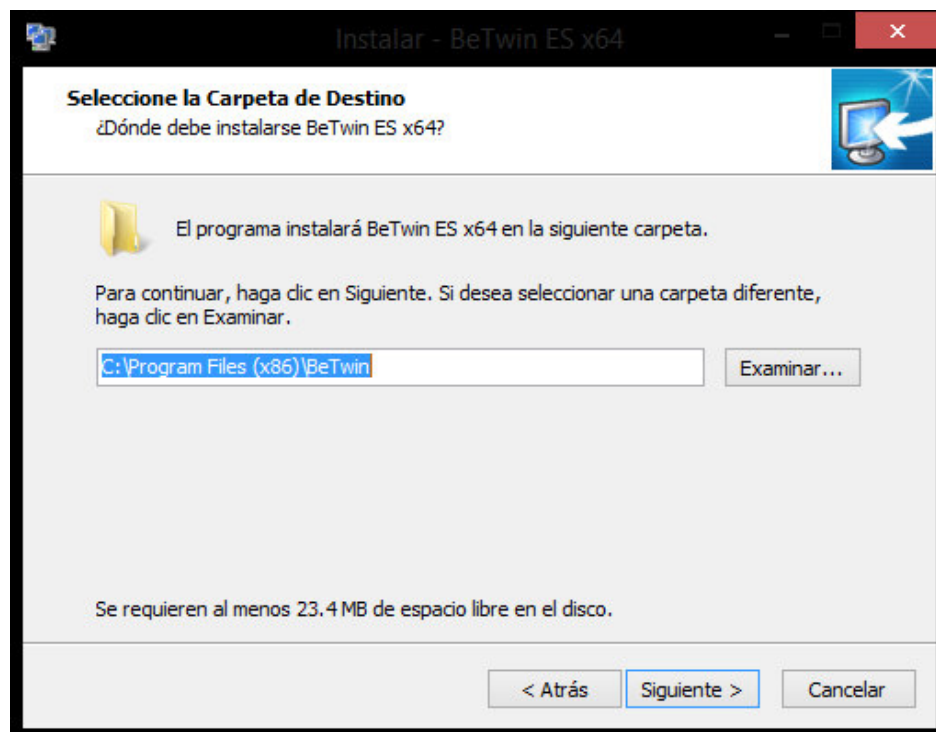 Instalar - BeTwin ES x64
Seleccione la Carpeta de Destino
¿Dónde debe instalarse BeTwin ES x64?
El programa instalará BeTwin ES x64 en la siguiente carpeta.
Para continuar, haga clic en Siguiente. Si desea seleccionar una carpeta diferente,
haga clic en Examinar.
C:\Program Files (x86)\BeTwin
Examinar...
Se requieren al menos 23.4 MB de espacio libre en el disco.
< Atrás
Siguiente >
Cancelar